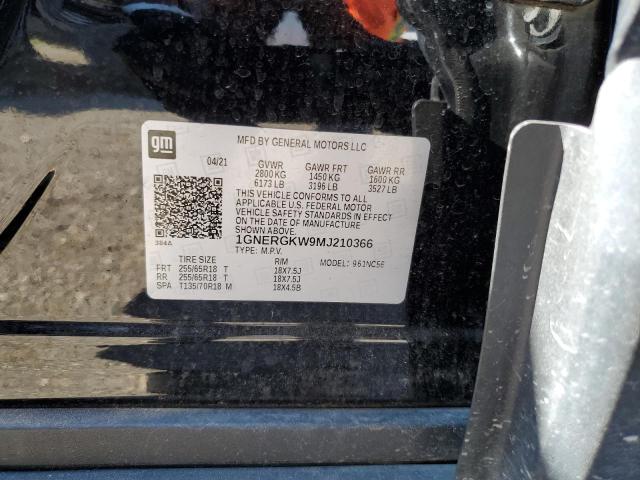 gm
MFD BY GENERAL MOTORS LLC
04/21 GVWR GAWR FRT GAWR RR
2800 KG 1450 KG 1600 KG
6173 LB 3196 LB 3527 LB
THIS VEHICLE CONFORMS TO ALL
APPLICABLE U.S. FEDERAL MOTOR
VEHICLE SAFETY STANDARDS IN EFFECT
ON THE DATE OF MANUFACTURE
SHOWN ABOVE.
384A
1GNERGKW9MJ210366
TYPE: M.P.V.
TIRE SIZE R/M MODEL:
FRT 255/65R18 T 18X7.5J
RR 255/65R18 T 18X7.5J
SPA T135/70R18 M 18X4.5B